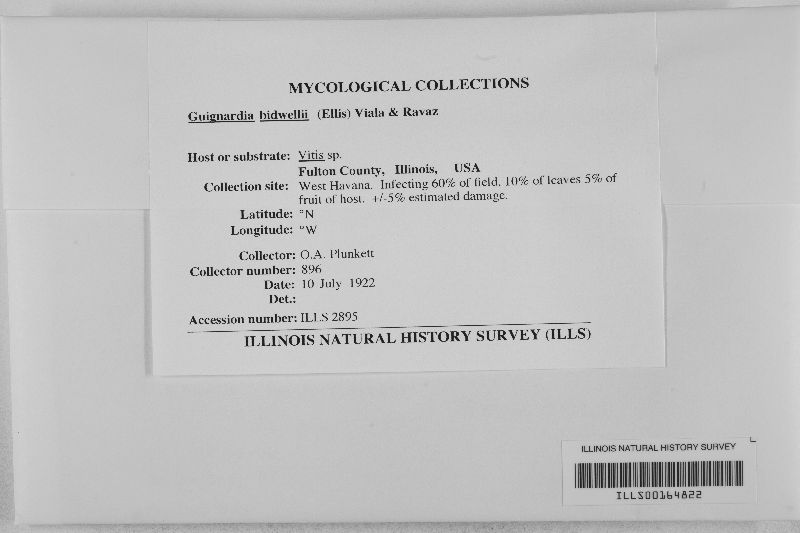 MYCOLOGICAL COLLECTIONS
Guignardia bidwellii (Ellis) Viala & Ravaz
Host or substrate: Vitis sp.
Fulton County, Illinois, USA
Collection site: West Havana. Infecting 60% of field, 10% of leaves 5% of
fruit of host. +/-5% estimated damage.
Latitude: °N
Longitude: °W
Collector: O.A. Plunkett
Collector number: 896
Date: 10 July 1922
Det.:
Accession number: ILLS 2895
ILLINOIS NATURAL HISTORY SURVEY (ILLS)
ILLINOIS NATURAL HISTORY SURVEY
ILLS00164822